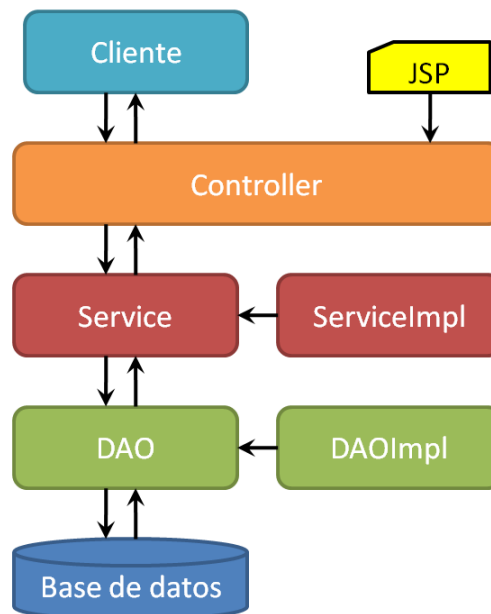 Cliente
JSP
Controller
Service
ServiceImpl
DAO
DAOImpl
Base de datos